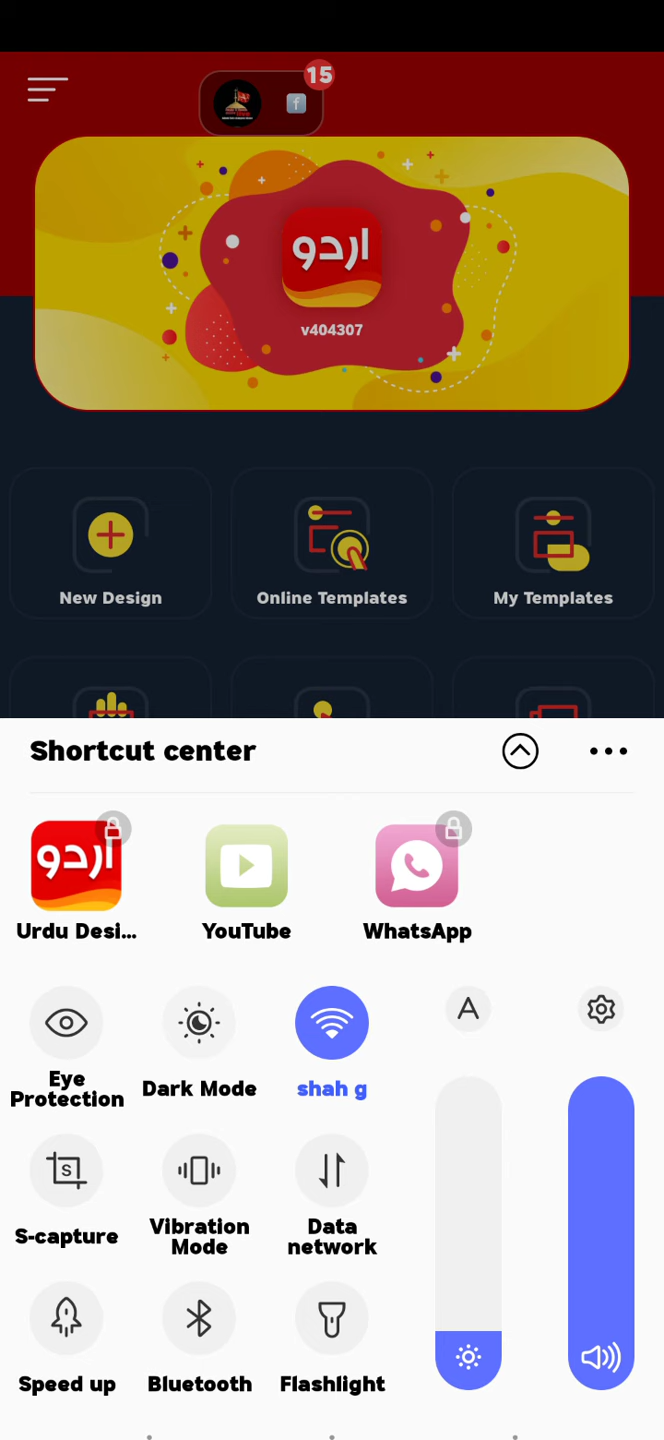 15
f
اردو
v404307
New Design
Online Templates
My Templates
Shortcut center
اردو
Urdu Desi...
YouTube
WhatsApp
A
Eye
Protection
Dark Mode
shah g
S
S-capture
Vibration
Mode
Data
network
Speed up
Bluetooth
Flashlight